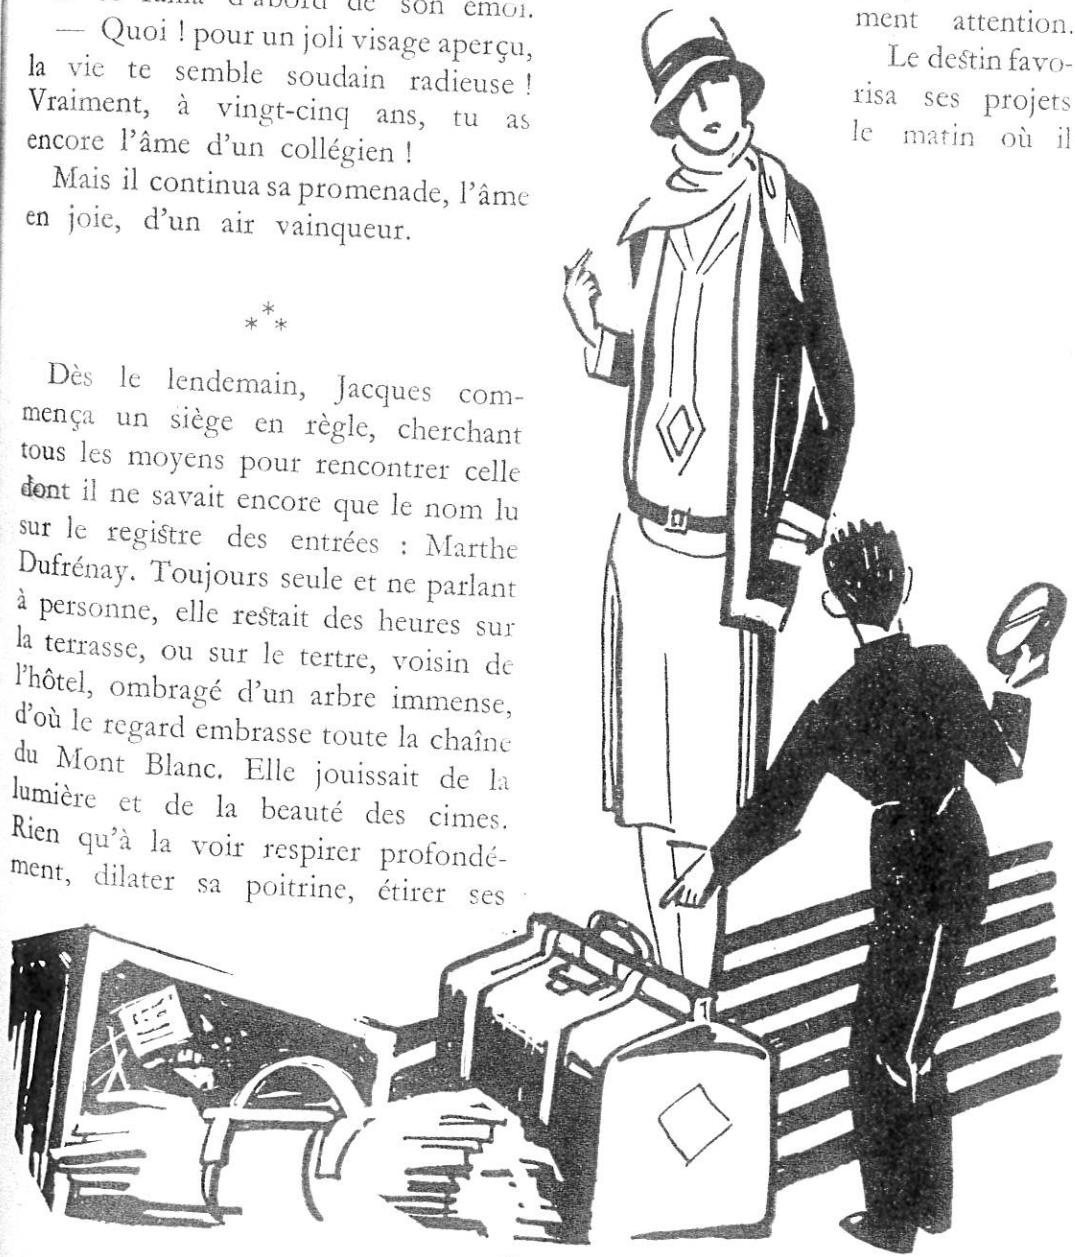 d'abord de son émoi.
— Quoi ! pour un joli visage aperçu,
la vie te semble soudain radieuse !
Vraiment, à vingt-cinq ans, tu as
encore l'âme d'un collégien !
Mais il continua sa promenade, l'âme
en joie, d'un air vainqueur.
***
Dès le lendemain, Jacques com-
mença un siège en règle, cherchant
tous les moyens pour rencontrer celle
dont il ne savait encore que le nom lu
sur le registre des entrées : Marthe
Dufrénay. Toujours seule et ne parlant
à personne, elle restait des heures sur
la terrasse, ou sur le tertre, voisin de
l'hôtel, ombragé d'un arbre immense,
d'où le regard embrasse toute la chaîne
du Mont Blanc. Elle jouissait de la
lumière et de la beauté des cimes.
Rien qu'à la voir respirer profondé-
ment, dilater sa poitrine, étirer ses
ment attention.
Le destin favo-
risa ses projets
le matin où il